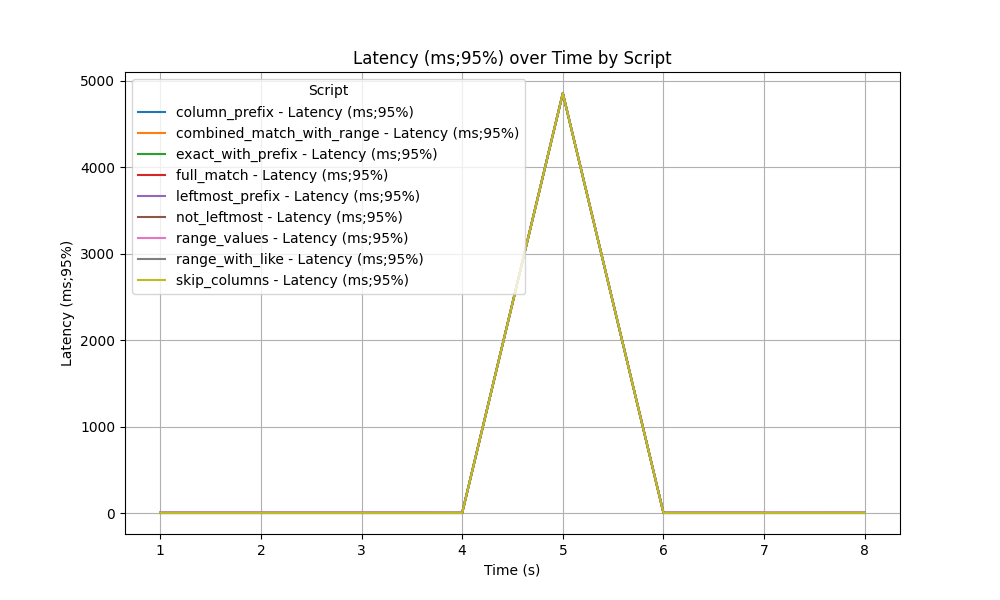 Latency (ms;95%) over Time by Script
Latency (ms;95%)
5000
4000
3000
2000
1000
0
Script
column_prefix - Latency (ms;95%)
combined_match_with_range - Latency (ms;95%)
exact_with_prefix - Latency (ms;95%)
full_match - Latency (ms;95%)
leftmost_prefix - Latency (ms;95%)
not_leftmost - Latency (ms;95%)
range_values - Latency (ms;95%)
range_with_like - Latency (ms;95%)
skip_columns - Latency (ms;95%)
1 2 3 4 5 6 7 8
Time (s)